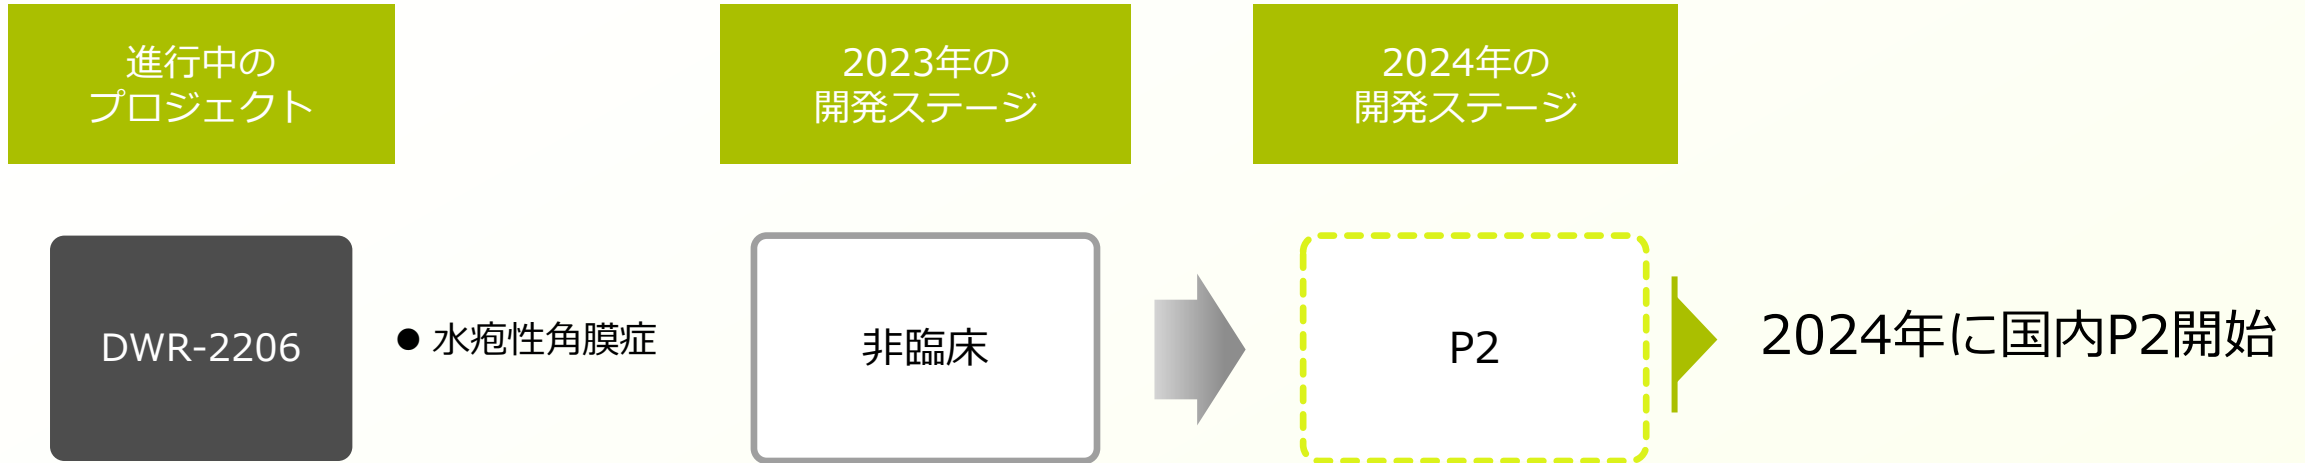 進行中の
プロジェクト
2023年の
開発ステージ
2024年の
開発ステージ
DWR-2206
● 水疱性角膜症
非臨床
P2
2024年に国内P2開始